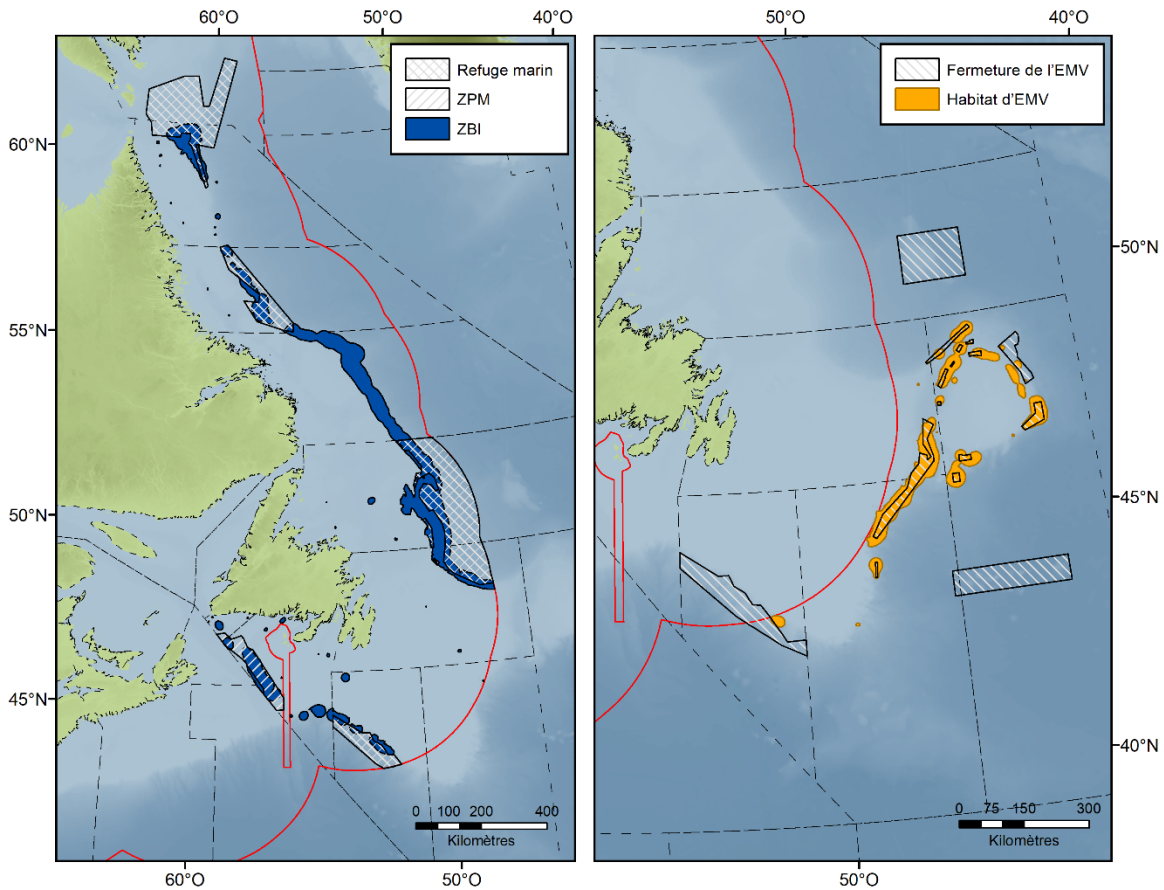 60°O 50°O 40°O
Refuge marin
ZPM
ZBI
60°N
55°N
50°N
45°N
0 100 200 400
Kilomètres
60°O 50°O
50°O 40°O
Fermeture de l'EMV
Habitat d'EMV
50°N
45°N
40°N
0 75 150 300
Kilomètres
50°O